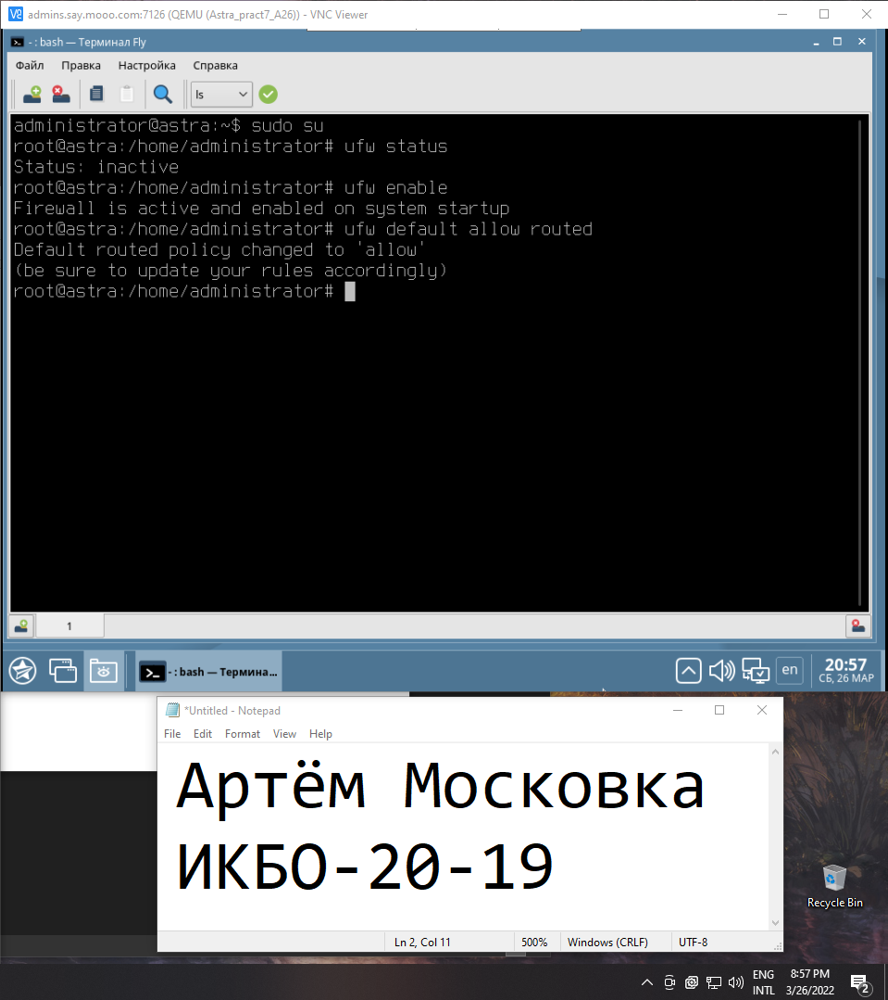 admins.say.mooo.com:7126 (QEMU (Astra_pract7_A26)) - VNC Viewer
- : bash — Терминал Fly
Файл Правка Настройка Справка
ls
administrator@astra:~$ sudo su
root@astra:/home/administrator# ufw status
Status: inactive
root@astra:/home/administrator# ufw enable
Firewall is active and enabled on system startup
root@astra:/home/administrator# ufw default allow routed
Default routed policy changed to 'allow'
(be sure to update your rules accordingly)
root@astra:/home/administrator#
1
- : bash — Термина...
en
20:57
СБ, 26 МАР
*Untitled - Notepad
File Edit Format View Help
Артём Московка
ИКБО-20-19
Recycle Bin
Ln 2, Col 11 500% Windows (CRLF) UTF-8
ENG
INTL
8:57 PM
3/26/2022
2